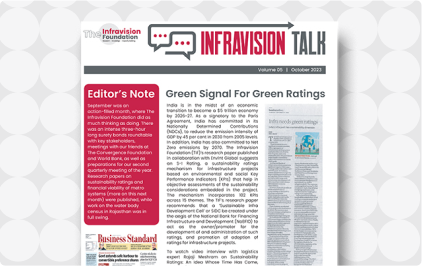 The Infravision
Foundation
INFRAVISION TALK
Volume 05 | October 2023
Editor's Note
September was an
action-filled month, where The
Infravision Foundation did as
much thinking as doing. There
was an intense three-hour
long surety bonds roundtable
with key stakeholders,
meetings with our friends at
The Convergence Foundation
and World Bank, as well as
preparations for our second
quarterly meeting of the year.
Research papers on
sustainability ratings and
financial viability of metro
systems (more on this next
month) were published, while
work on the water body
census in Rajasthan was in
full swing.
Business Standard
Green Signal For Green Ratings
India is in the midst of an economic
transition to become a $5 trillion economy
by 2026-27. As a signatory to the Paris
Agreement, India has committed in its
Nationally Determined Contributions
(NDCs), to reduce the emission intensity of
GDP by 45 per cent in 2030 from 2005 levels.
In addition, India has also committed to Net
Zero emissions by 2070. The Infravision
Foundation (TIF)'s research paper published
in collaboration with EnviHI Global suggests
an S-I Rating, a sustainability ratings
mechanism for infrastructure projects
based on environmental and social Key
Performance Indicators (KPIs) that help in
objective assessments of the sustainability
considerations embedded in the project.
The mechanism incorporates 102 KPIs
across 15 themes. The TIF's research paper
recommends that a 'Sustainable Infra
Development Cell' or SIDC be created under
the aegis of the National Bank for Financing
Infrastructure and Development (NaBFID) to
act as the owner/promoter for the
development of and administration of such
ratings, and promotion of adoption of
ratings for infrastructure projects.
To watch video interview with logistics
expert Rajaji Meshram on Sustainability
Ratings: An Idea Whose Time Has Come,